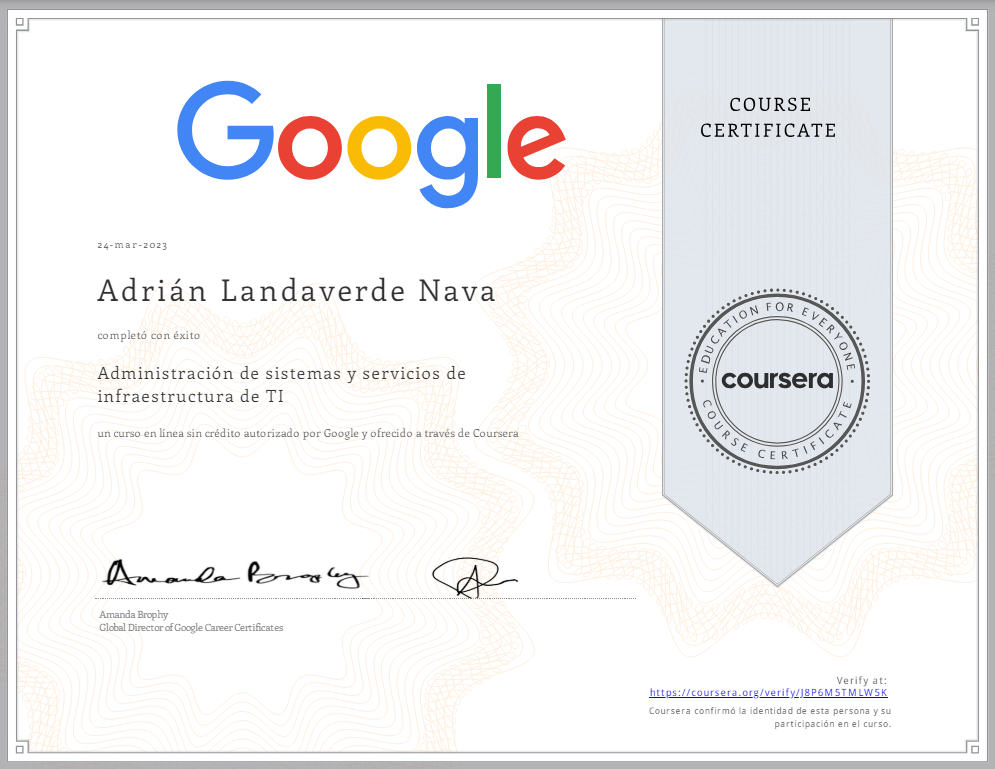 Google
COURSE
CERTIFICATE
24-mar-2023
Adrián Landaverde Nava
completó con éxito
Administración de sistemas y servicios de
infraestructura de TI
un curso en línea sin crédito autorizado por Google y ofrecido a través de Coursera
EDUCATION FOR EVERYONE
coursera
COURSE CERTIFICATE
Amanda Brophy
Amanda Brophy
Global Director of Google Career Certificates
Verify at:
https://coursera.org/verify/J8P6M5TMLW5K
Coursera confirmó la identidad de esta persona y su
participación en el curso.